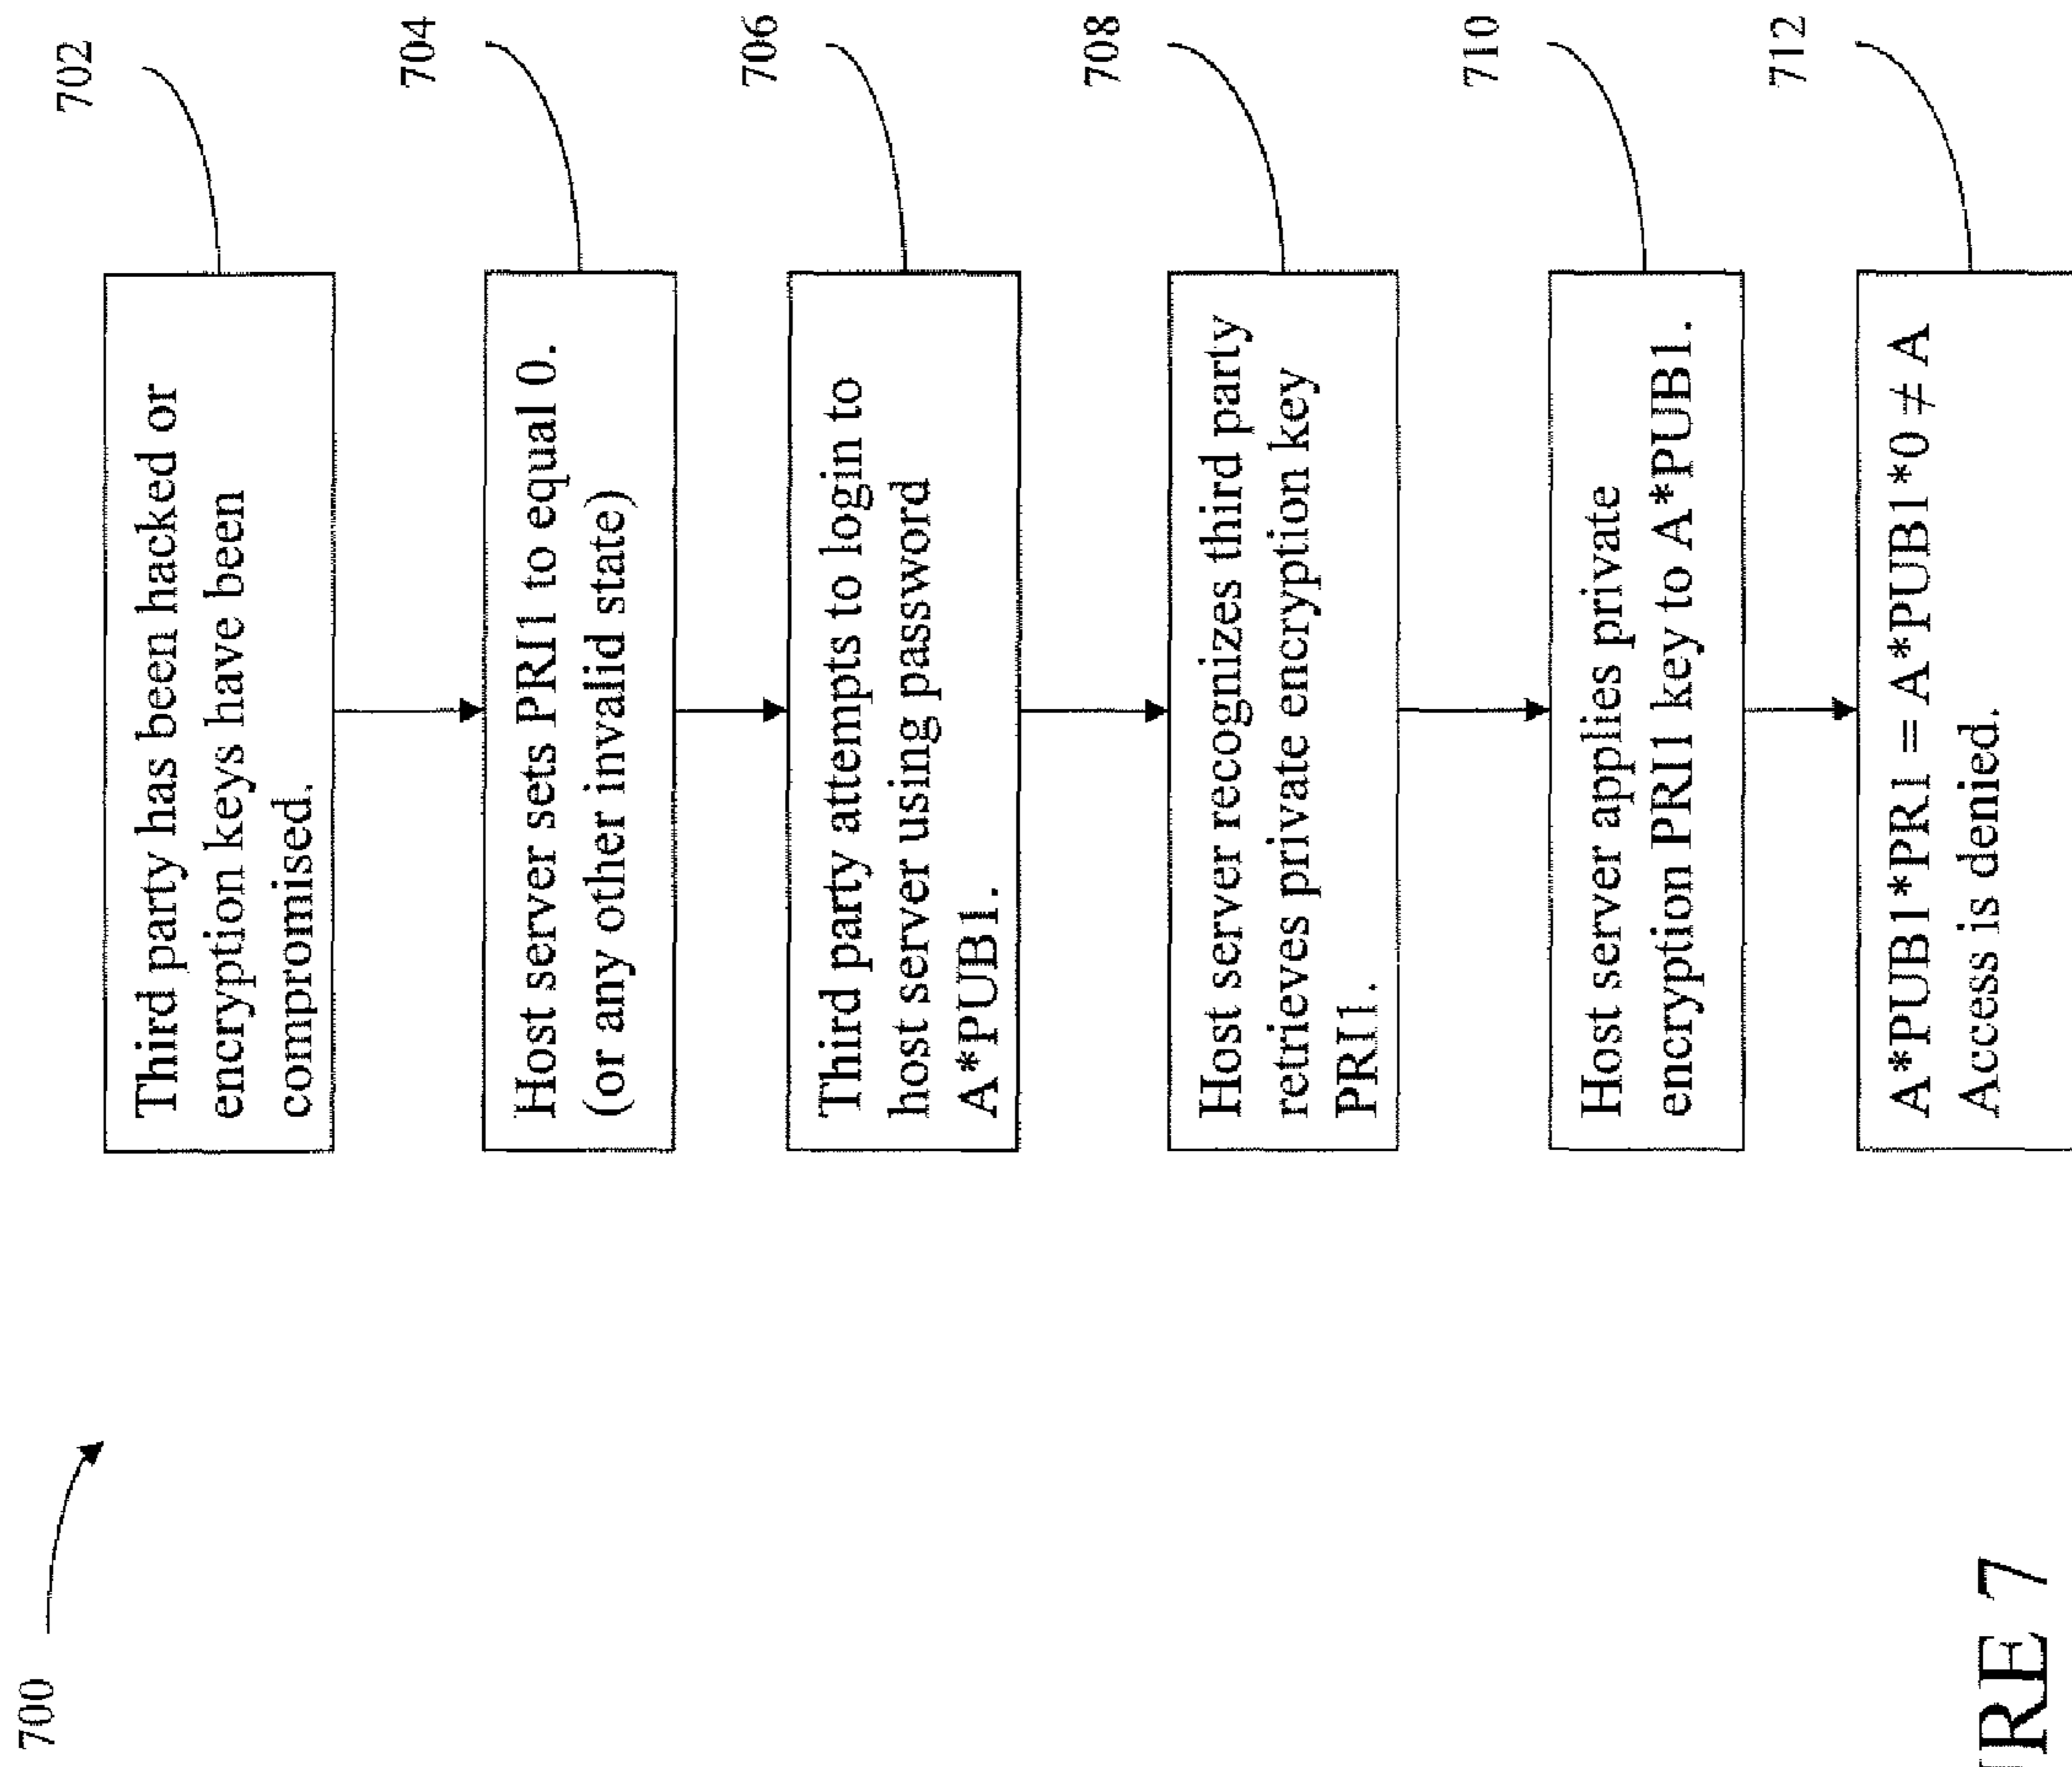 700
702
Third party has been hacked or
encryption keys have been
compromised.
704
Host server sets PRI1 to equal 0.
(or any other invalid state)
706
Third party attempts to login to
host server using password
A*PUB1.
708
Host server recognizes third party
retrieves private encryption key
PRI1.
710
Host server applies private
encryption PRI1 key to A*PUB1.
712
A*PUB1*PR1 = A*PUB1*0 ≠ A
Access is denied.
URE 7